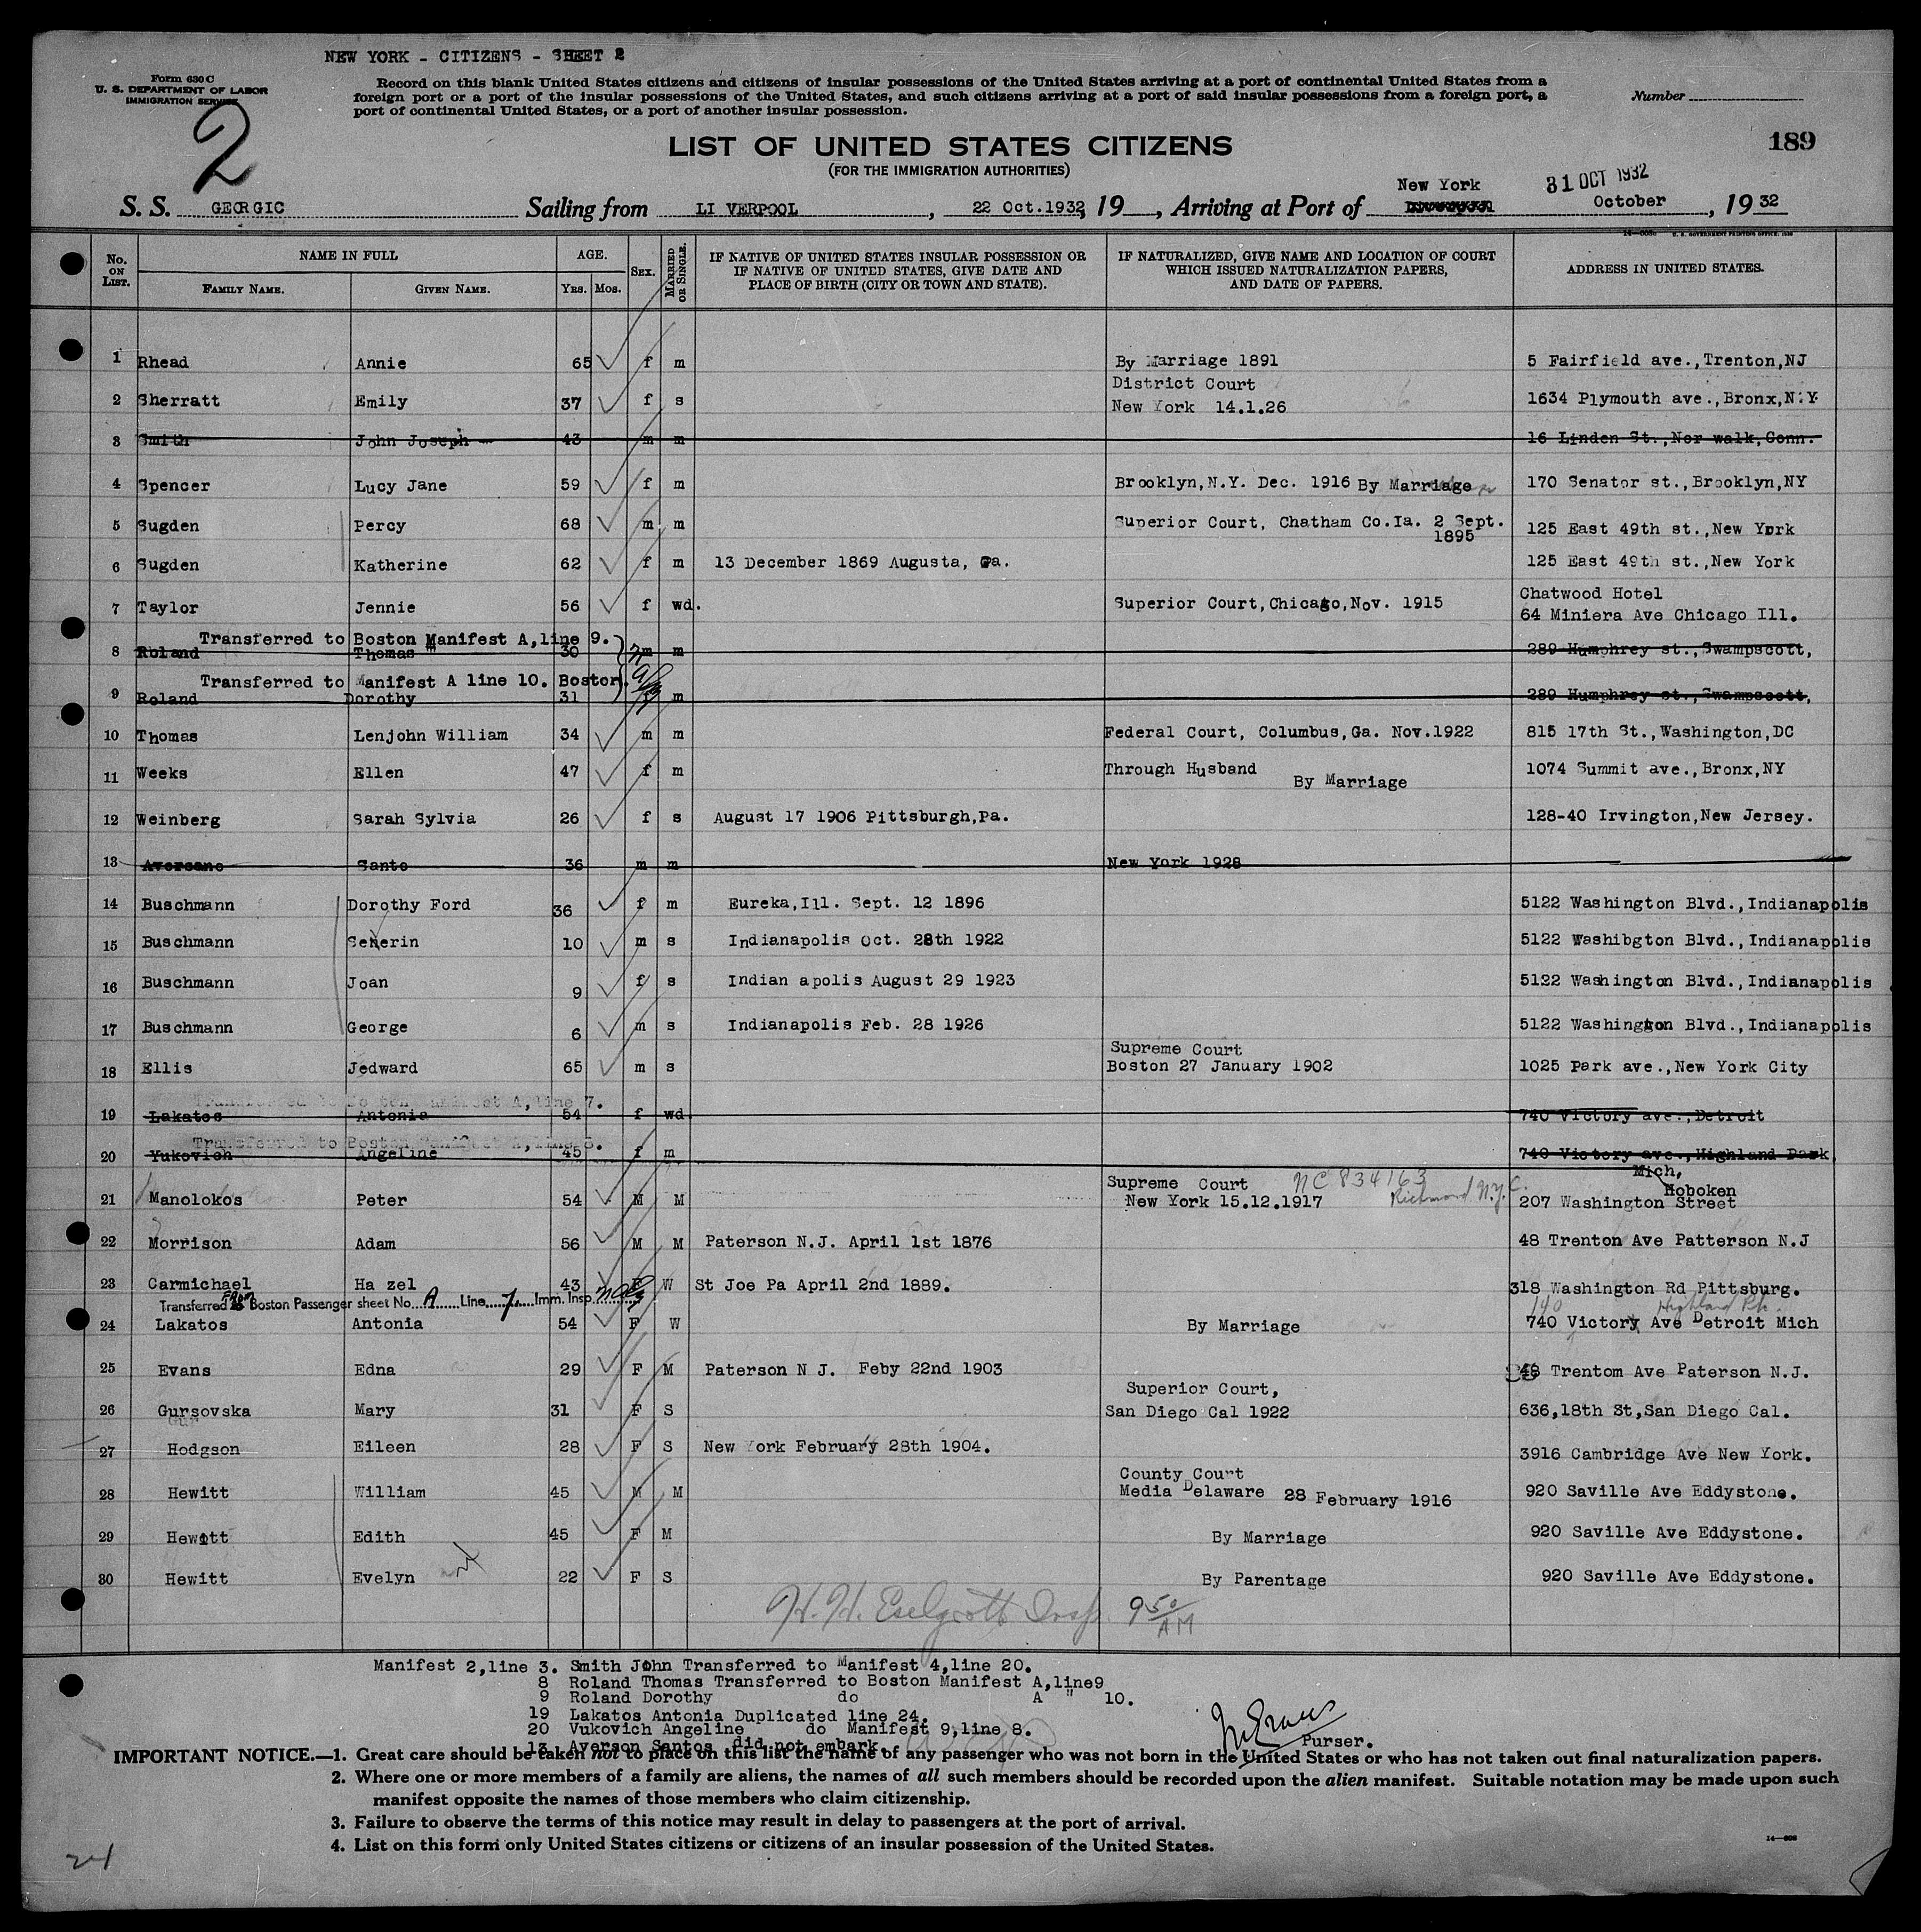 NEW YORK - CITIZENS - SHEET 2
Form 630 C
U. S. DEPARTMENT OF LABOR
IMMIGRATION SERVICE
2
Record on this blank United States citizens and citizens of insular possessions of the United States arriving at a port of continental United States from a
foreign port or a port of the insular possessions of the United States, and such citizens arriving at a port of said insular possessions from a foreign port, a
port of continental United States, or a port of another insular possession.
Number
189
LIST OF UNITED STATES CITIZENS
(FOR THE IMMIGRATION AUTHORITIES)
31 OCT 1932
S. S. GEORGIC Sailing from LI VERPOOL, 22 Oct.1932, 19 , Arriving at Port of New York October, 19 32
No. ON LIST. NAME IN FULL AGE. SEX. MARRIED OR SINGLE. IF NATIVE OF UNITED STATES INSULAR POSSESSION OR IF NATIVE OF UNITED STATES, GIVE DATE AND PLACE OF BIRTH (CITY OR TOWN AND STATE). IF NATURALIZED, GIVE NAME AND LOCATION OF COURT WHICH ISSUED NATURALIZATION PAPERS, AND DATE OF PAPERS. ADDRESS IN UNITED STATES.
FAMILY NAME. GIVEN NAME. YRS. MOS.
1 Rhead Annie 65 f m By Marriage 1891 5 Fairfield ave.,Trenton,NJ
District Court
2 Sherratt Emily 37 f s New York 14.1.26 1634 Plymouth ave.,Bronx,N.Y
3 Smith John Joseph 43 m m 16 Linden St.,Nor walk,Conn.
4 Spencer Lucy Jane 59 f m Brooklyn,N.Y. Dec. 1916 By Marriage 170 Senator st.,Brooklyn,NY
5 Sugden Percy 68 m m Superior Court, Chatham Co.Ia. 2 Sept. 1895 125 East 49th st.,New York
6 Sugden Katherine 62 f m 13 December 1869 Augusta, Ga. 125 East 49th st.,New York
7 Taylor Jennie 56 f wd. Superior Court,Chicago,Nov. 1915 Chatwood Hotel
64 Miniera Ave Chicago Ill.
Transferred to Boston Manifest A,line 9.
8 Roland Thomas 30 m m 289 Humphrey st.,Swampscott,
Transferred to Manifest A line 10. Boston.
9 Roland Dorothy 31 f m 289 Humphrey st.,Swampscott,
10 Thomas Lenjohn William 34 m m Federal Court, Columbus,Ga. Nov.1922 815 17th St.,Washington,DC
11 Weeks Ellen 47 f m Through Husband By Marriage 1074 Summit ave.,Bronx,NY
12 Weinberg Sarah Sylvia 26 f s August 17 1906 Pittsburgh,Pa. 128-40 Irvington,New Jersey.
13 Aversano Santo 36 m m New York 1928
14 Buschmann Dorothy Ford 36 f m Eureka,Ill. Sept. 12 1896 5122 Washington Blvd.,Indianapolis
15 Buschmann Senerin 10 m s Indianapolis Oct. 28th 1922 5122 Washibgton Blvd.,Indianapolis
16 Buschmann Joan 9 f s Indian apolis August 29 1923 5122 Washington Blvd.,Indianapolis
17 Buschmann George 6 m s Indianapolis Feb. 28 1926 5122 Washington Blvd.,Indianapolis
Supreme Court
18 Ellis Jedward 65 m s Boston 27 January 1902 1025 Park ave.,New York City
Transferred to Boston Manifest A,line 7.
19 Lakatos Antonia 54 f wd. 740 Victory ave.,Detroit
Transferred to Boston Manifest A,line 8.
20 Yukovich Angeline 45 f m 740 Victory ave.,Highland Park
Mich,
Supreme Court NC 834163 Richmond N.Y.C. Hoboken
21 Manolokos Peter 54 M M New York 15.12.1917 207 Washington Street
22 Morrison Adam 56 M M Paterson N.J. April 1st 1876 48 Trenton Ave Patterson N.J
23 Carmichael Ha zel 43 F W St Joe Pa April 2nd 1889. 318 Washington Rd Pittsburg.
Transferred from Boston Passenger sheet No. A Line 7 Imm. Insp. 140 Highland Pk.
24 Lakatos Antonia 54 F W By Marriage 740 Victory Ave Detroit Mich
25 Evans Edna 29 F M Paterson N J. Feby 22nd 1903 48 Trentom Ave Paterson N.J.
Superior Court,
26 Gursovska Mary 31 F S San Diego Cal 1922 636,18th St,San Diego Cal.
27 Hodgson Eileen 28 F S New York February 28th 1904. 3916 Cambridge Ave New York.
County Court
28 Hewitt William 45 M M Media Delaware 28 February 1916 920 Saville Ave Eddystone.
29 Hewitt Edith 45 F M By Marriage 920 Saville Ave Eddystone.
30 Hewitt Evelyn 22 F S By Parentage 920 Saville Ave Eddystone.
9 50 AM
Manifest 2,line 3. Smith John Transferred to Manifest 4,line 20.
8 Roland Thomas Transferred to Boston Manifest A,line9
9 Roland Dorothy do A " 10.
19 Lakatos Antonia Duplicated line 24.
20 Vukovich Angeline do Manifest 9,line 8.
13 Averson Santos did not embark.
Purser.
IMPORTANT NOTICE.—1. Great care should be taken not to place on this list the name of any passenger who was not born in the United States or who has not taken out final naturalization papers.
2. Where one or more members of a family are aliens, the names of all such members should be recorded upon the alien manifest. Suitable notation may be made upon such
manifest opposite the names of those members who claim citizenship.
3. Failure to observe the terms of this notice may result in delay to passengers at the port of arrival.
4. List on this form only United States citizens or citizens of an insular possession of the United States.
24